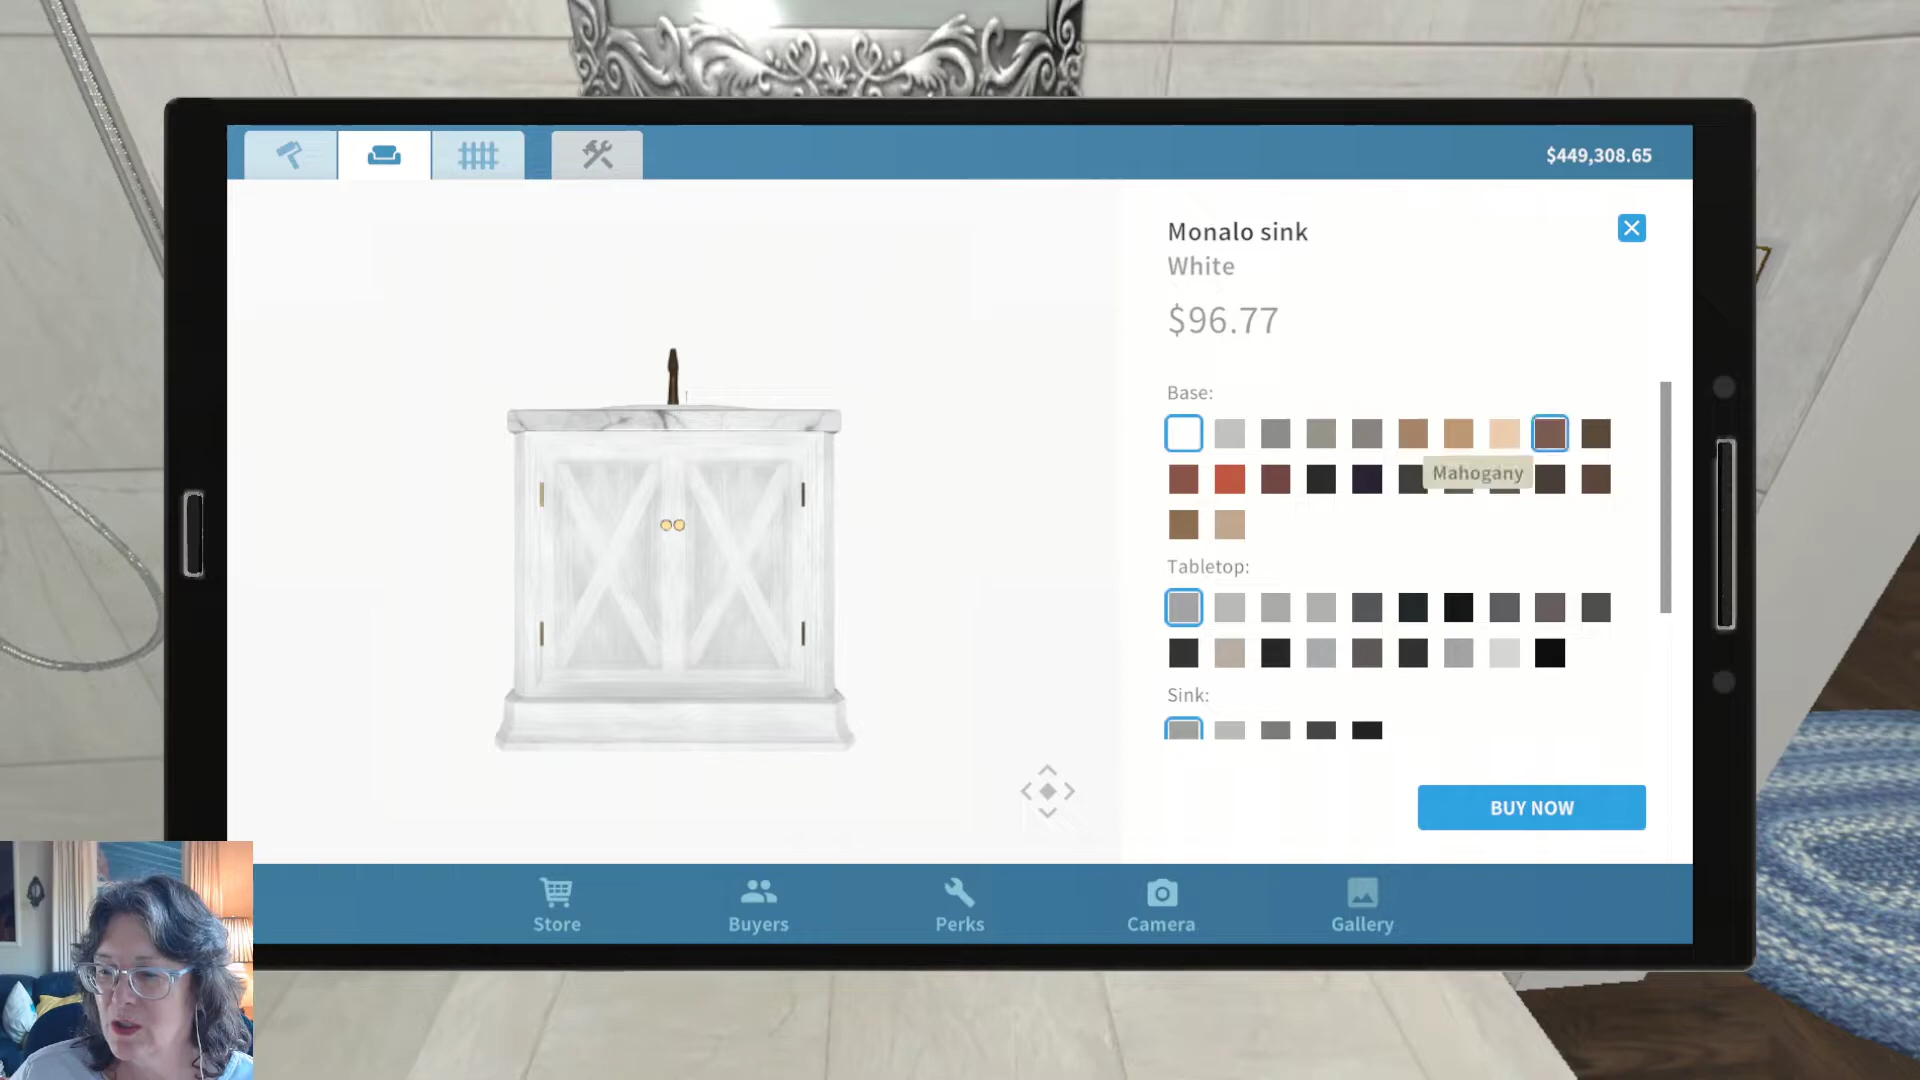 $449,308.65
Monalo sink
White
$96.77
Base:
Mahogany
Tabletop:
Sink:
BUY NOW
Store
Buyers
Perks
Camera
Gallery